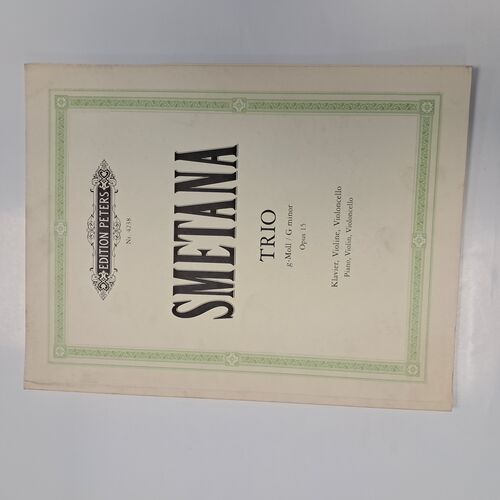 EDITION PETERS
Nr. 4238
SMETANA
TRIO
g-Moll / G minor
Opus 15
Klavier, Violine, Violoncello
Piano, Violin, Violoncello